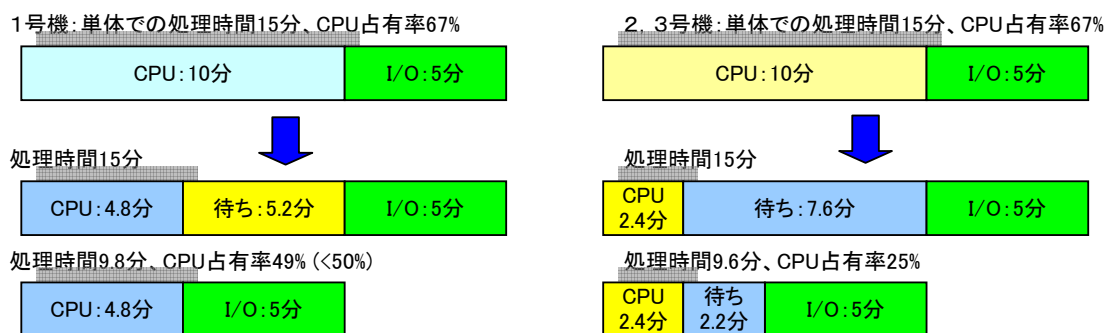 1号機:単体での処理時間15分、CPU占有率67%
CPU:10分 I/O:5分
処理時間15分
CPU:4.8分 待ち:5.2分 I/O:5分
処理時間9.8分、CPU占有率49% (<50%)
CPU:4.8分 I/O:5分
2, 3号機:単体での処理時間15分、CPU占有率67%
CPU:10分 I/O:5分
処理時間15分
CPU
2.4分 待ち:7.6分 I/O:5分
処理時間9.6分、CPU占有率25%
CPU
2.4分 待ち
2.2分 I/O:5分